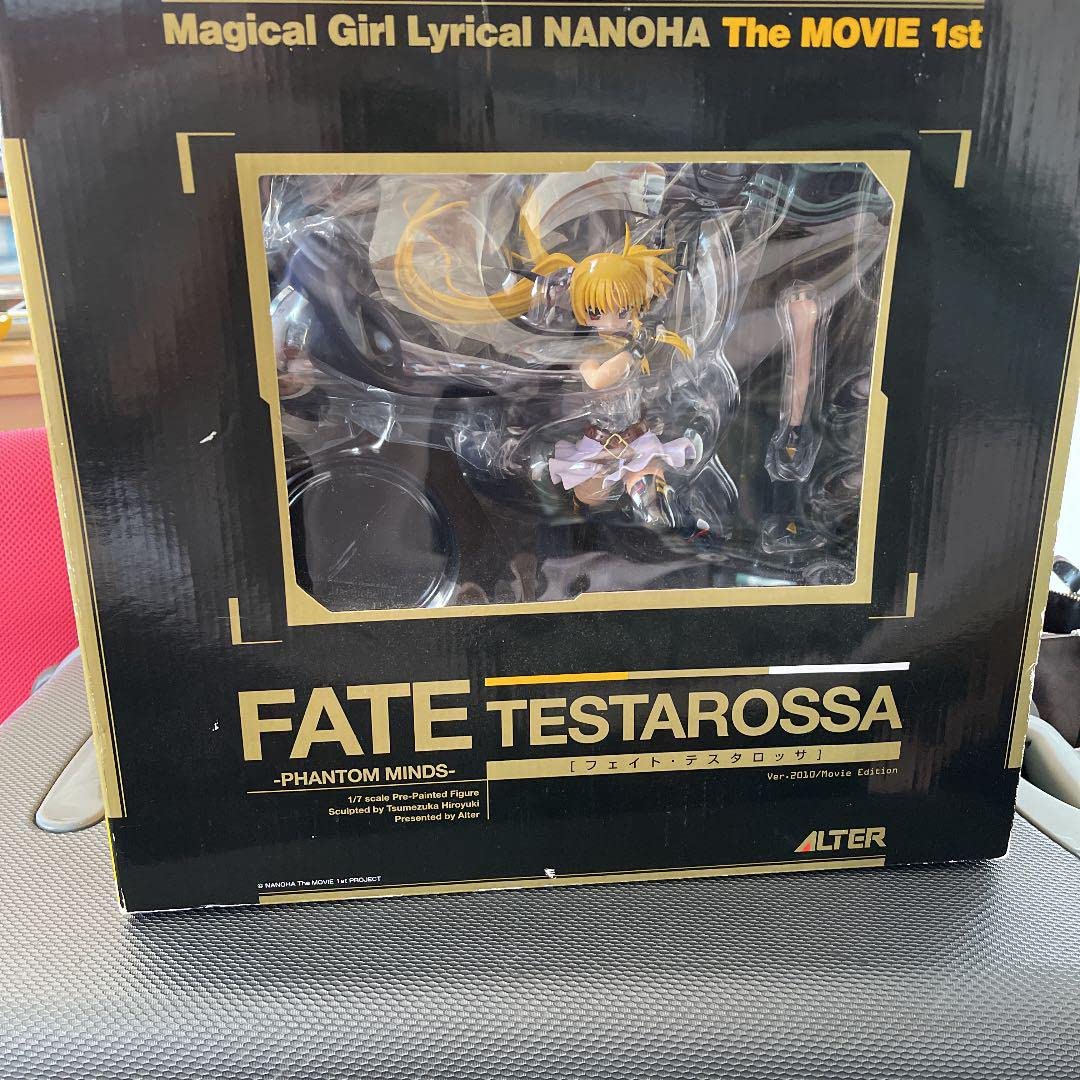 Magical Girl Lyrical NANOHA The MOVIE 1st
FATE TESTAROSSA
[フェイト・テスタロッサ]
-PHANTOM MINDS-
Ver.2010/Movie Edition
1/7 scale Pre-Painted Figure
Sculpted by Tsumezuka Hiroyuki
Presented by Alter
ALTER
© NANOHA The MOVIE 1st PROJECT